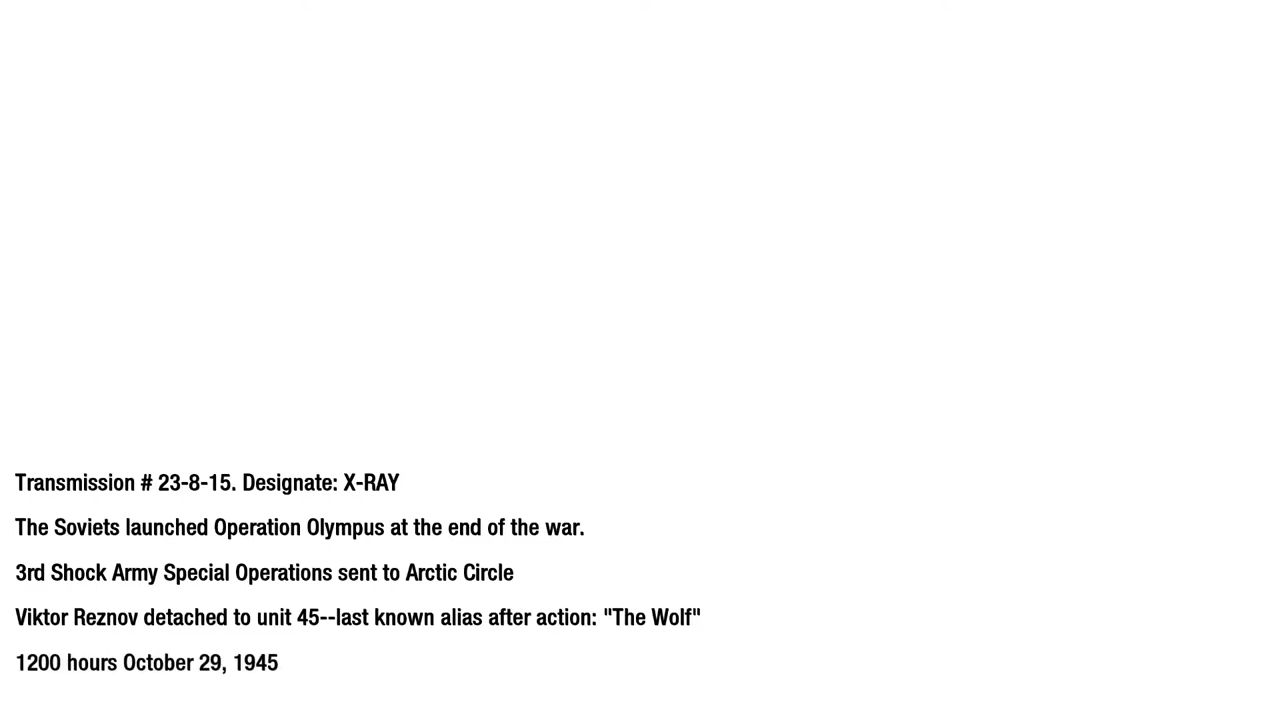 Transmission # 23-8-15. Designate: X-RAY
The Soviets launched Operation Olympus at the end of the war.
3rd Shock Army Special Operations sent to Arctic Circle
Viktor Reznov detached to unit 45--last known alias after action: "The Wolf"
1200 hours October 29, 1945